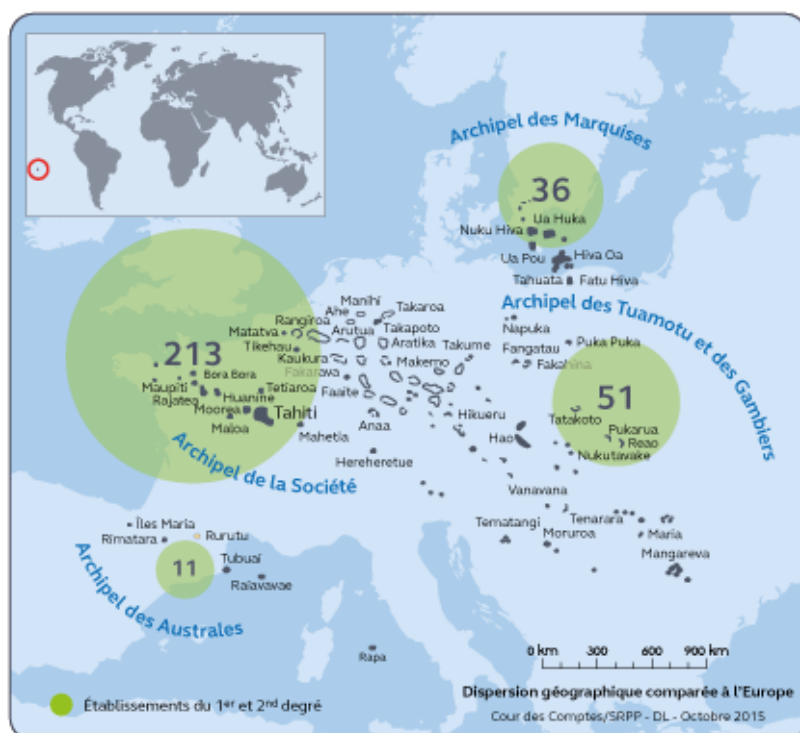 Archipel des Marquises
36
Ua Huka
Nuku Hiva
Ua Pou
Hiva Oa
Tahuata
Fatu Hiva
Archipel des Tuamotu et des Gambiers
Manihi
Ahe
Takaroa
Rangiroa
Arutua
Takapoto
Napuka
Matatva
Tikehau
Aratika
Takume
Puka Puka
Fangatau
213
Kaukura
Makemo
Fakahina
Bora Bora
Fakarava
51
Maupiti
Tetiaroa
Faaite
Rajatea
Huanine
Moorea
Tahiti
Hikueru
Tatakoto
Maloa
Anaa
Pukarua
Mahetia
Hao
Reao
Nukutavake
Archipel de la Société
Hereheretue
Vanavana
Îles Maria
Tematangi
Tenarara
Rimatara
Rurutu
Moruroa
Maria
Tubuai
Mangareva
11
Raiavavae
Archipel des Australes
Rapa
0 km 300 600 900 km
Dispersion géographique comparée à l'Europe
Établissements du 1er et 2nd degré
Cour des Comptes/SRPP - DL - Octobre 2015